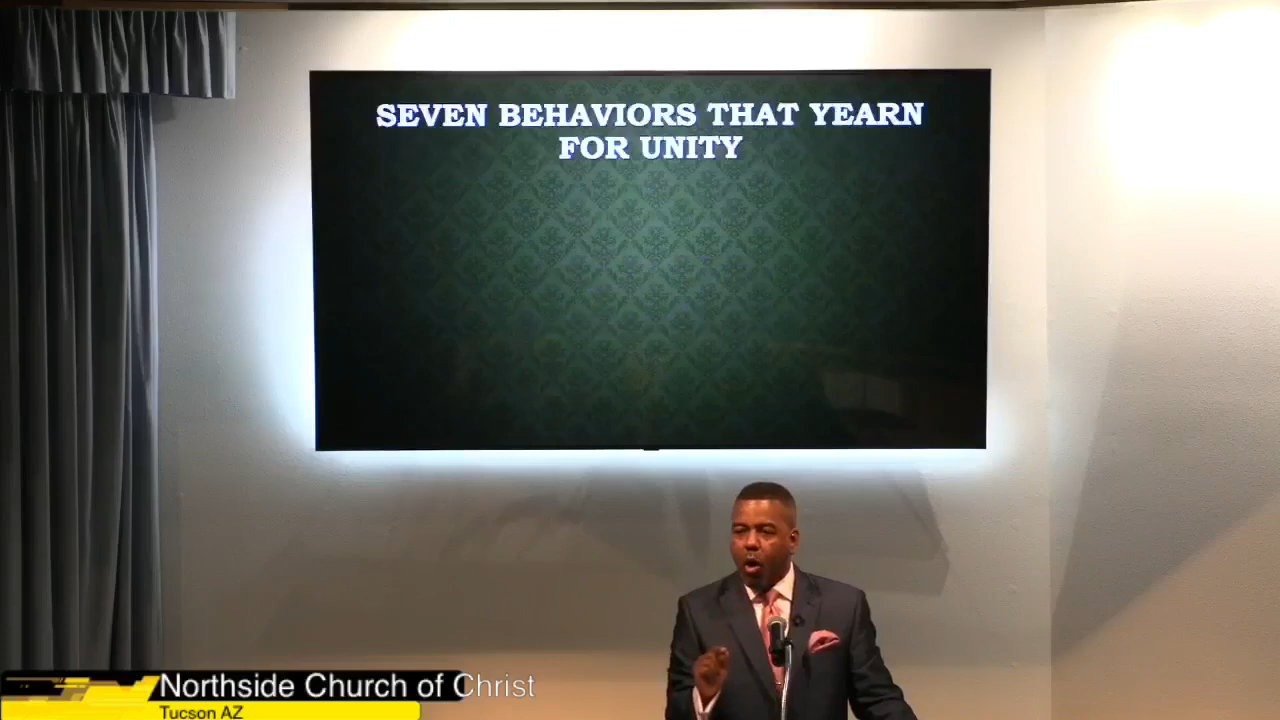 SEVEN BEHAVIORS THAT YEARN
FOR UNITY
Northside Church of Christ
Tucson AZ